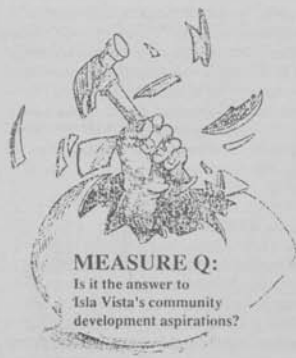 MEASURE Q:
Is it the answer to
Isla Vista's community
development aspirations?